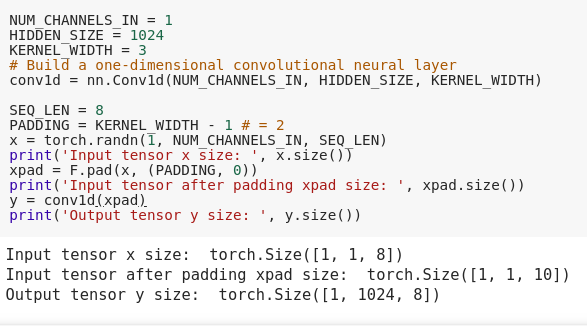 NUM_CHANNELS_IN = 1
HIDDEN_SIZE = 1024
KERNEL_WIDTH = 3
# Build a one-dimensional convolutional neural layer
conv1d = nn.Conv1d(NUM_CHANNELS_IN, HIDDEN_SIZE, KERNEL_WIDTH)
SEQ_LEN = 8
PADDING = KERNEL_WIDTH - 1 # = 2
x = torch.randn(1, NUM_CHANNELS_IN, SEQ_LEN)
print('Input tensor x size: ', x.size())
xpad = F.pad(x, (PADDING, 0))
print('Input tensor after padding xpad size: ', xpad.size())
y = conv1d(xpad)
print('Output tensor y size: ', y.size())
Input tensor x size:  torch.Size([1, 1, 8])
Input tensor after padding xpad size:  torch.Size([1, 1, 10])
Output tensor y size:  torch.Size([1, 1024, 8])